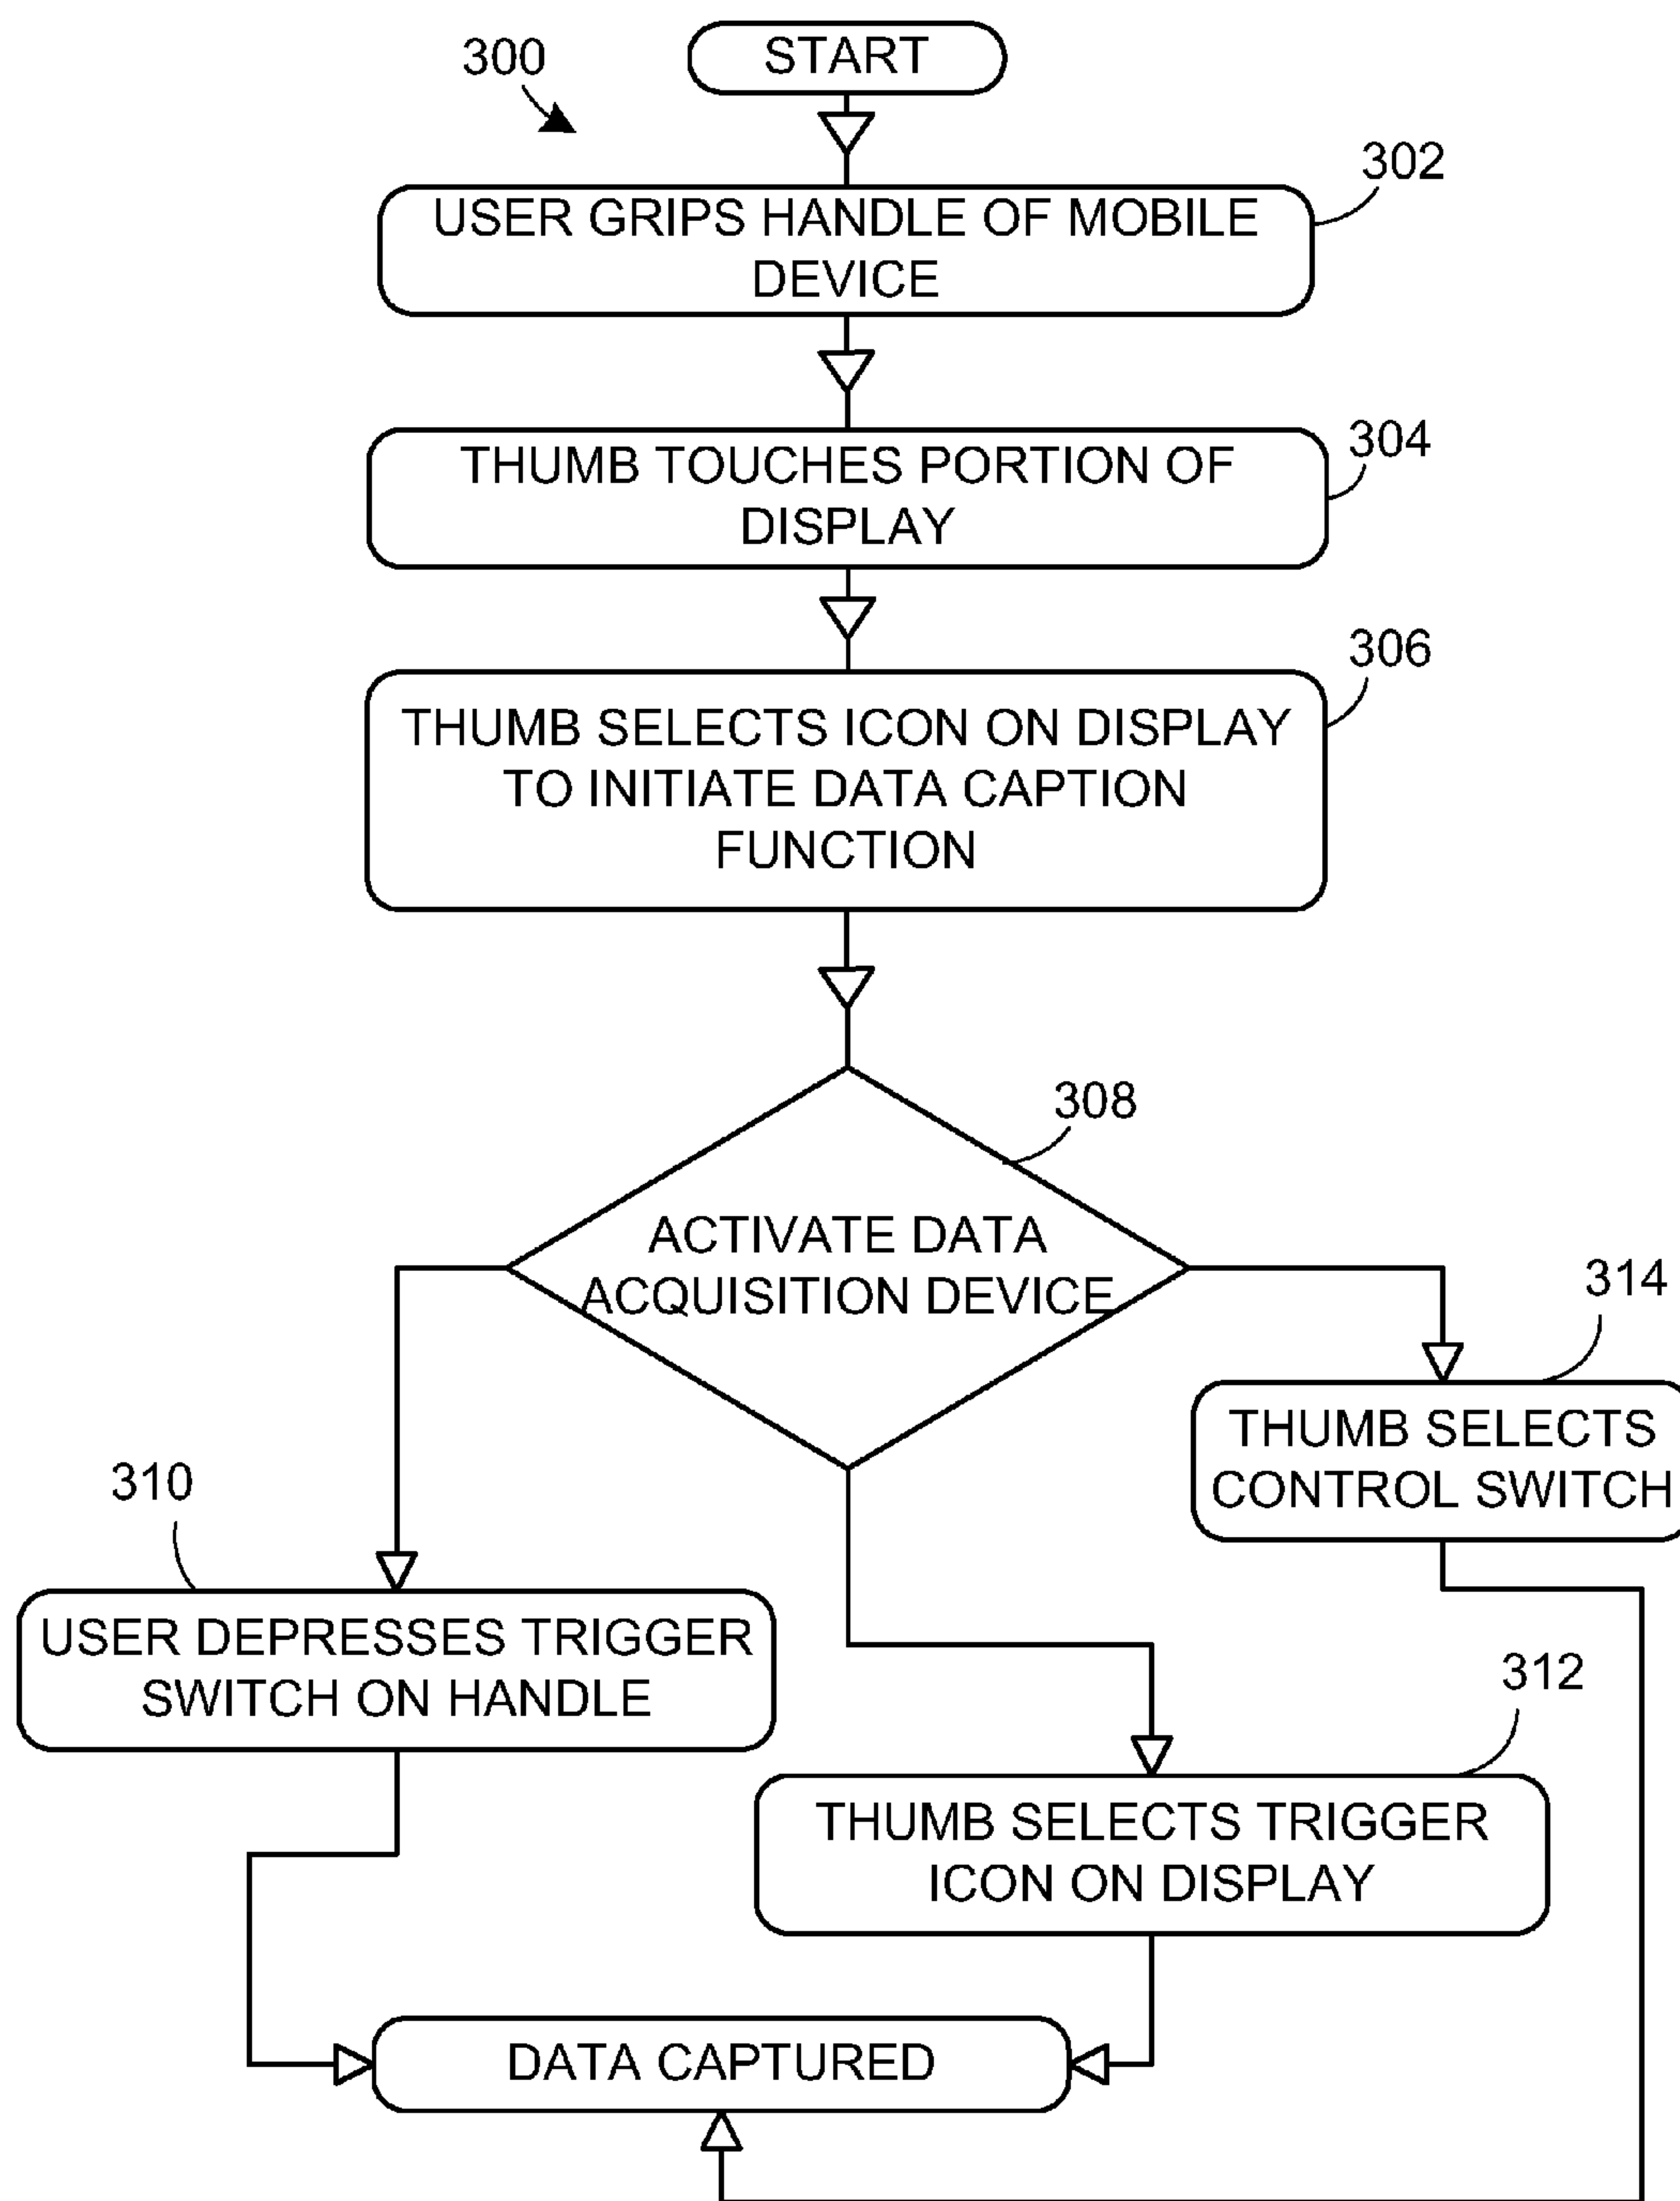 300
START
302
USER GRIPS HANDLE OF MOBILE
DEVICE
304
THUMB TOUCHES PORTION OF
DISPLAY
306
THUMB SELECTS ICON ON DISPLAY
TO INITIATE DATA CAPTION
FUNCTION
308
ACTIVATE DATA
ACQUISITION DEVICE
314
THUMB SELECTS
CONTROL SWITCH
310
USER DEPRESSES TRIGGER
SWITCH ON HANDLE
312
THUMB SELECTS TRIGGER
ICON ON DISPLAY
DATA CAPTURED